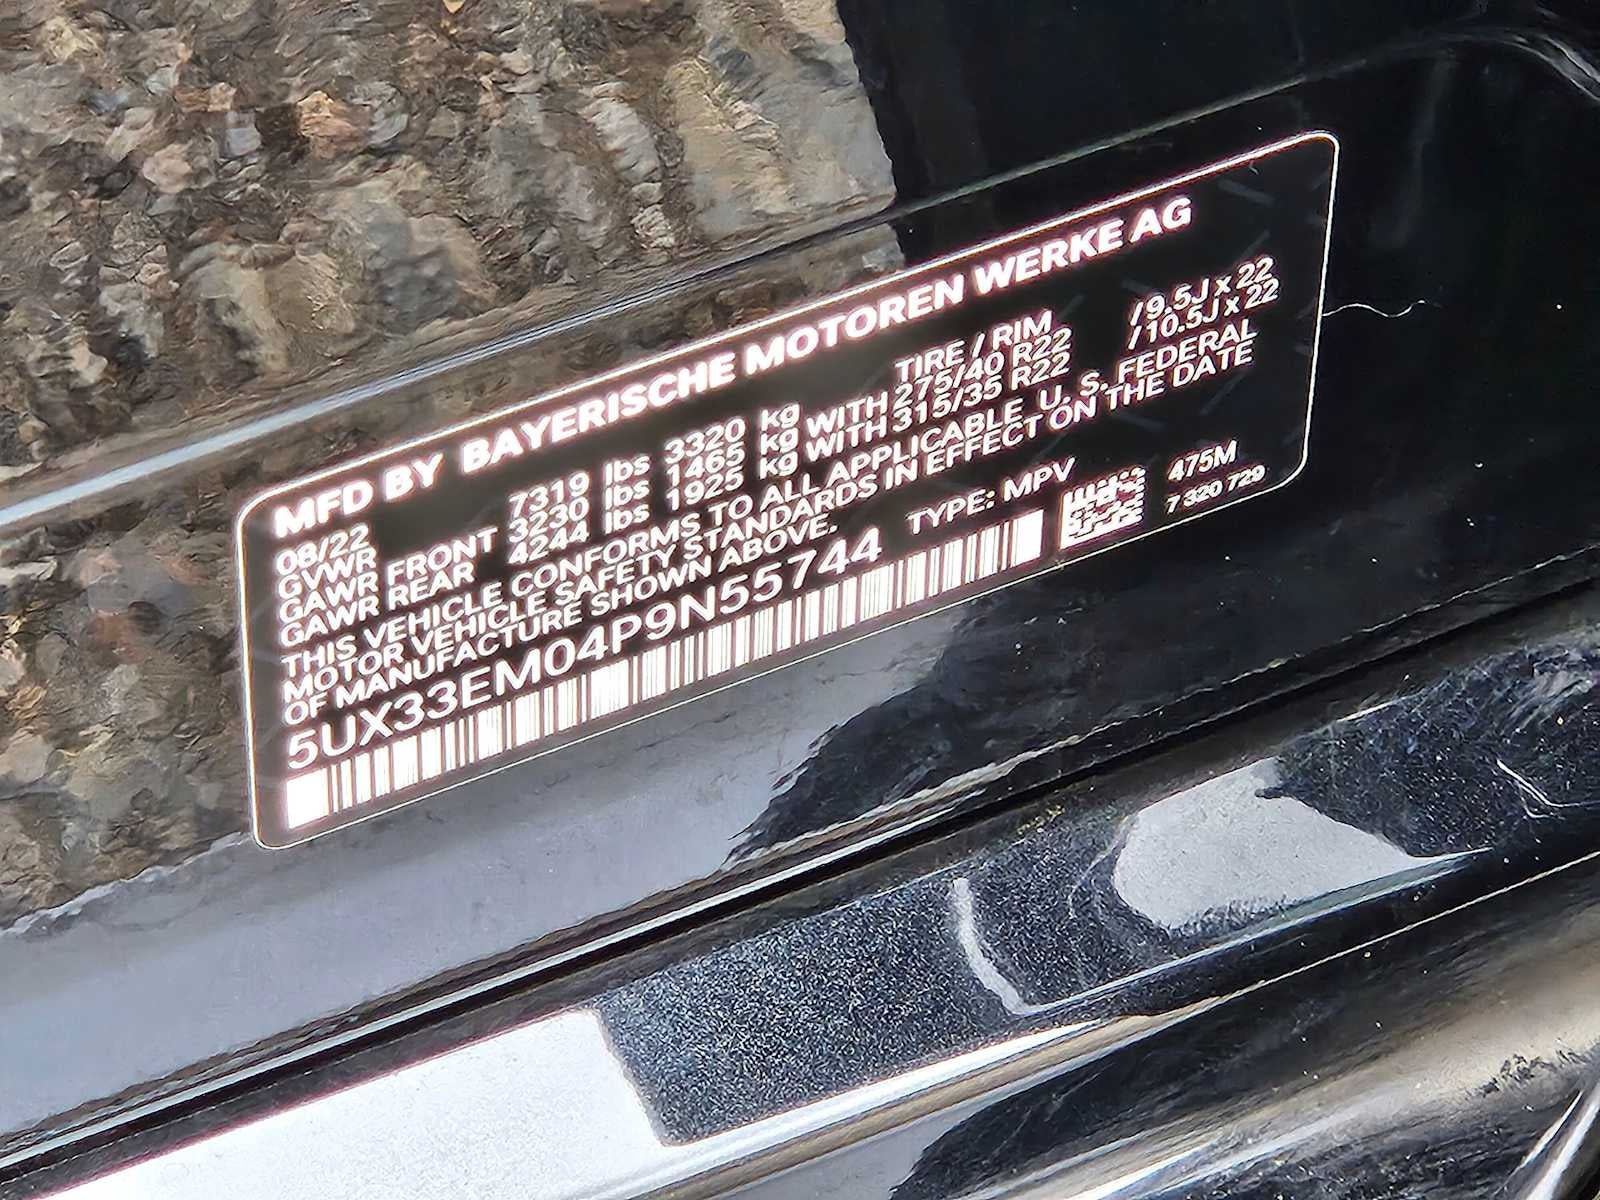 MFD BY BAYERISCHE MOTOREN WERKE AG
08/22 TIRE / RIM
GVWR 7319 lbs 3320 kg
GAWR FRONT 3230 lbs 1465 kg WITH 275/40 R22 /9.5J x 22
GAWR REAR 4244 lbs 1925 kg WITH 315/35 R22 /10.5J x 22
THIS VEHICLE CONFORMS TO ALL APPLICABLE U. S. FEDERAL
MOTOR VEHICLE SAFETY STANDARDS IN EFFECT ON THE DATE
OF MANUFACTURE SHOWN ABOVE.
5UX33EM04P9N55744 TYPE: MPV 475M
7 320 729